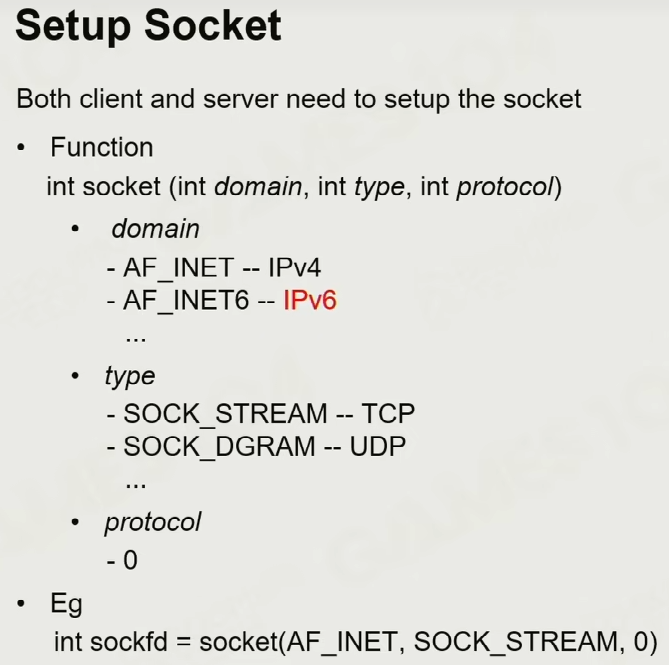 Setup Socket
Both client and server need to setup the socket
• Function
int socket (int domain, int type, int protocol)
• domain
- AF_INET -- IPv4
- AF_INET6 -- IPv6
...
• type
- SOCK_STREAM -- TCP
- SOCK_DGRAM -- UDP
...
• protocol
- 0
• Eg
int sockfd = socket(AF_INET, SOCK_STREAM, 0)